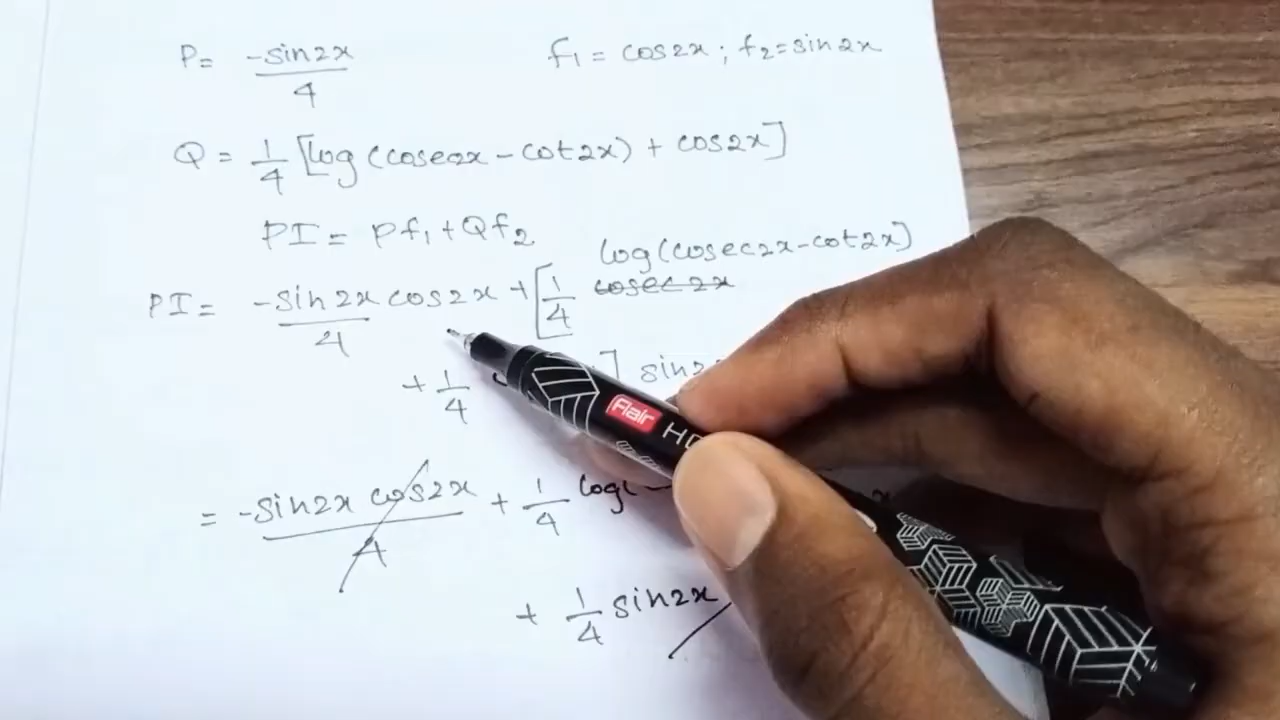 P= -sin2x/4 f1 = cos2x ; f2=sin2x
Q = 1/4 [log (cosec2x - cot2x) + cos2x]
PI = Pf1 + Qf2
log(cosec2x-cot2x)
PI = -sin2x/4 cos2x + [1/4 cosec2x
+ 1/4 ] sin2
= -sin2x cos2x/4 + 1/4 log(
+ 1/4 sin2x
Flair